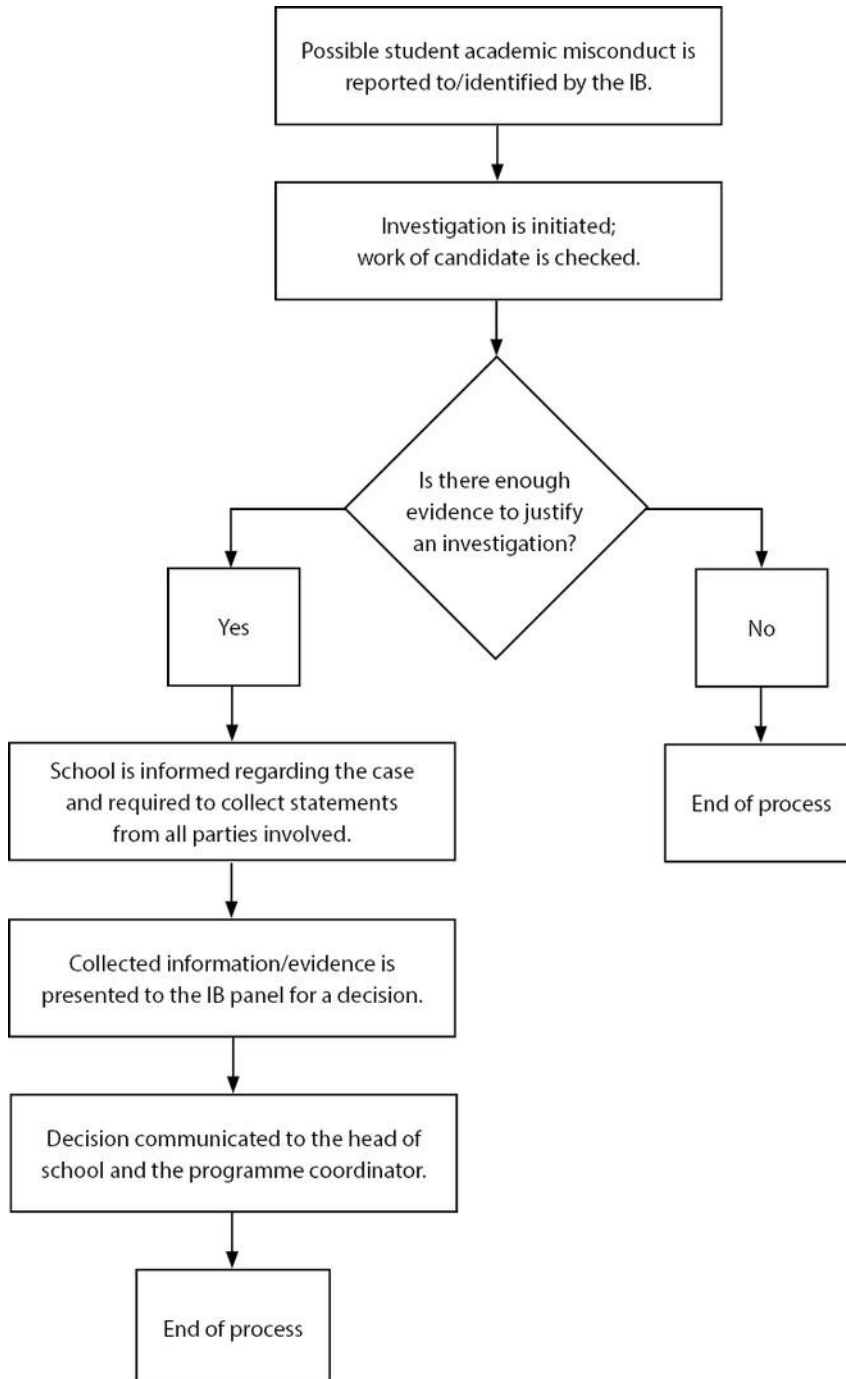 Possible student academic misconduct is
reported to/identified by the IB.
Investigation is initiated;
work of candidate is checked.
Is there enough
evidence to justify
an investigation?
Yes
No
School is informed regarding the case
and required to collect statements
from all parties involved.
End of process
Collected information/evidence is
presented to the IB panel for a decision.
Decision communicated to the head of
school and the programme coordinator.
End of process